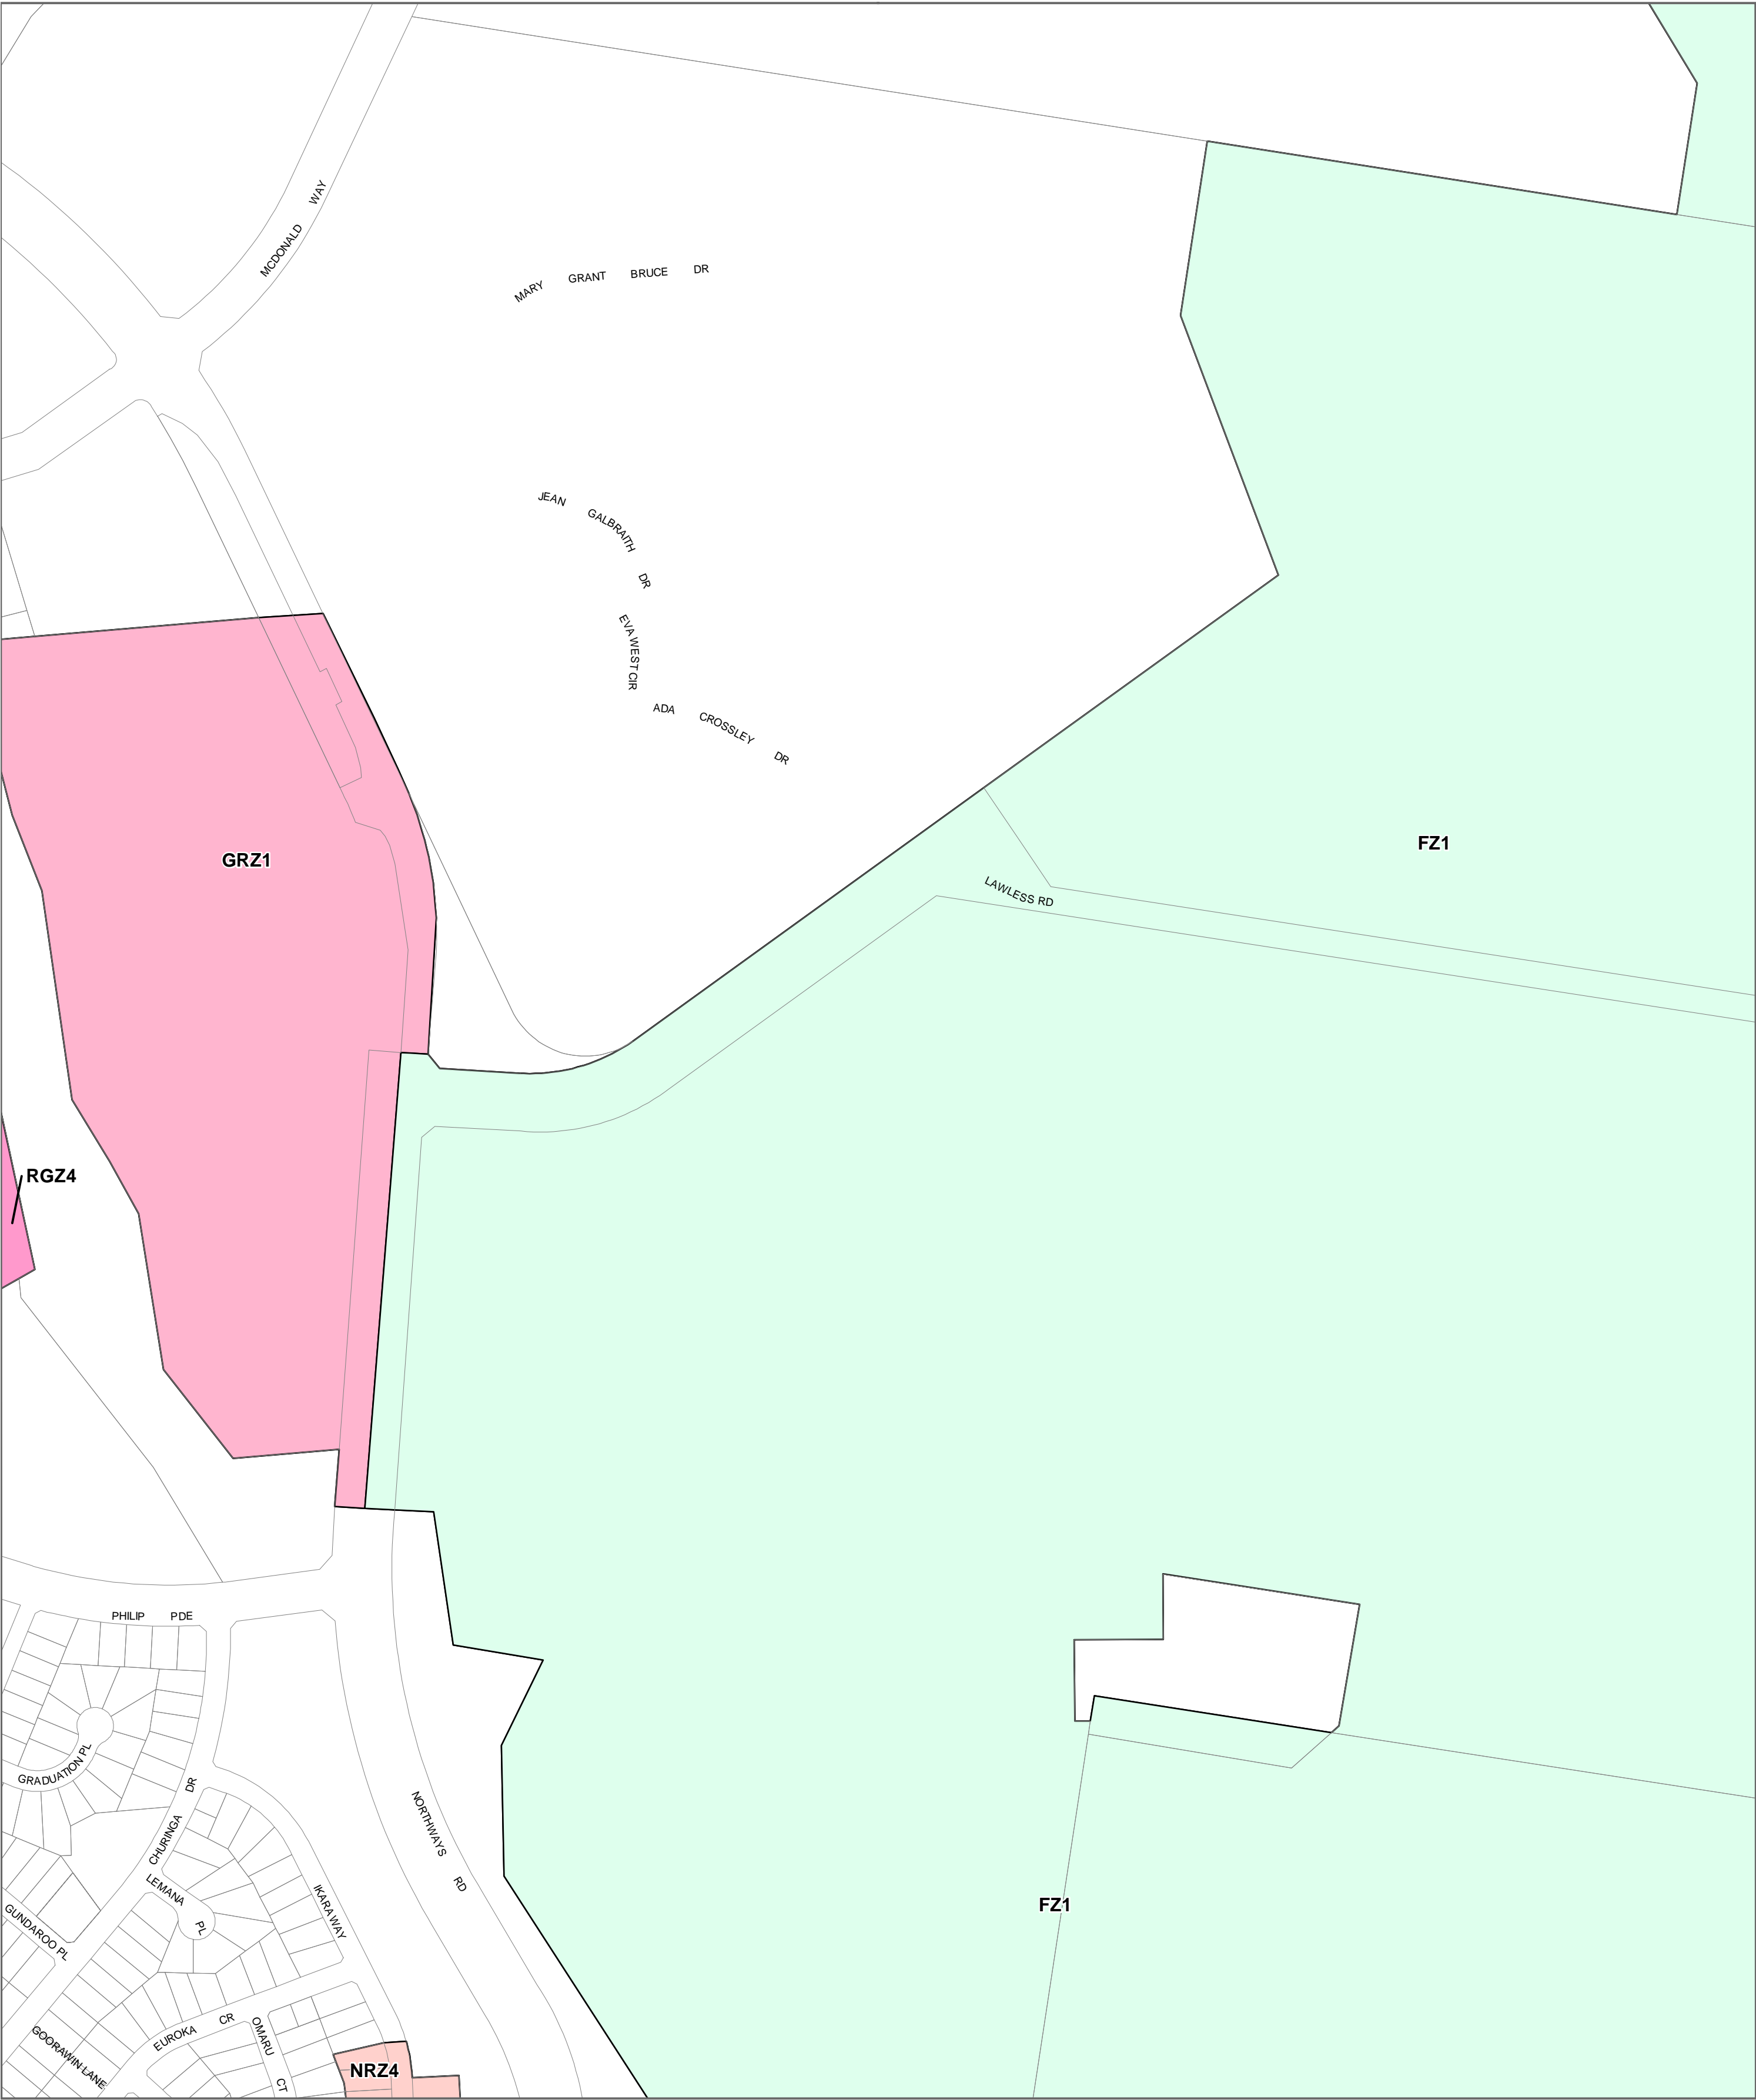 MCDONALD WAY
MARY GRANT BRUCE DR
JEAN GALBRAITH DR
EVA WEST CIR
ADA CROSSLEY DR
GRZ1
FZ1
LAWLESS RD
RGZ4
PHILIP PDE
GRADUATION PL
CHURINGA DR
NORTHWAYS RD
LEMANA PL
IKARA WAY
FZ1
GUNDAROO PL
EUROKA CR
OMARU CT
GOORAWIN LANE
NRZ4